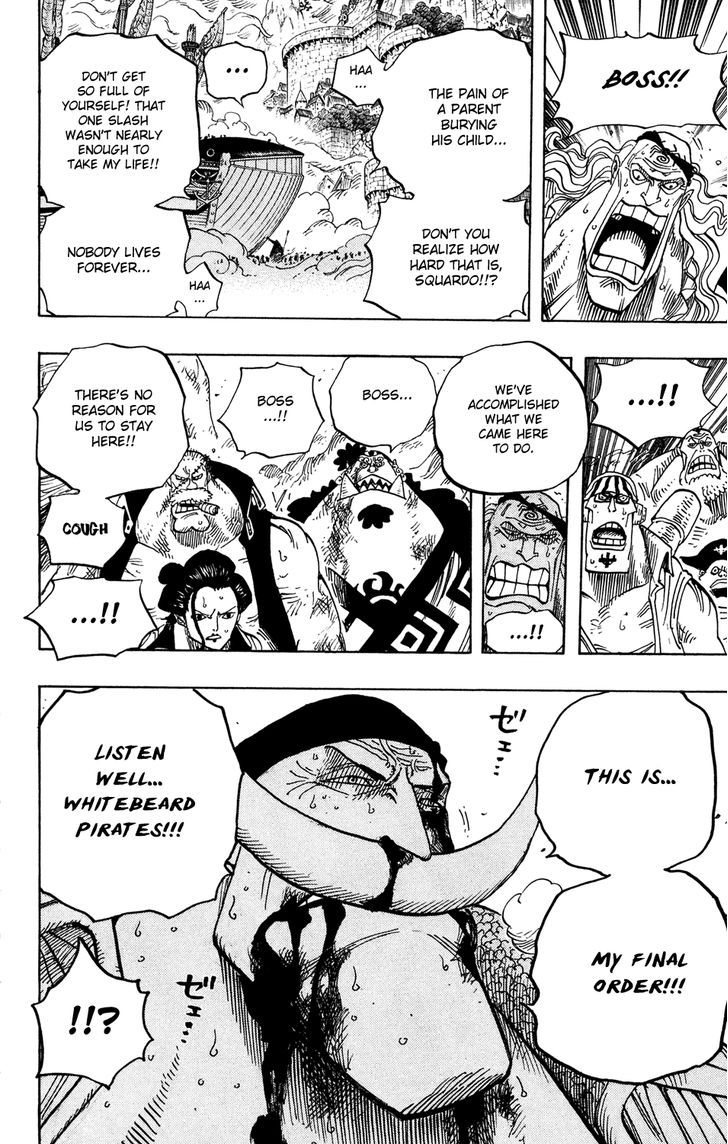 BOSS!!
THE PAIN OF
A PARENT
BURYING
HIS CHILD...
DON'T YOU
REALIZE HOW
HARD THAT IS,
SQUARDO!!?
HAA
...
...
DON'T GET
SO FULL OF
YOURSELF! THAT
ONE SLASH
WASN'T NEARLY
ENOUGH TO
TAKE MY LIFE!!
NOBODY LIVES
FOREVER...
HAA
...
...!!
WE'VE
ACCOMPLISHED
WHAT WE
CAME HERE
TO DO.
...!!
BOSS...
BOSS
...!!
THERE'S NO
REASON FOR
US TO STAY
HERE!!
COUGH
...!!
THIS IS...
MY FINAL
ORDER!!!
ゼェ...
LISTEN
WELL...
WHITEBEARD
PIRATES!!!
ゼェ...
!!?